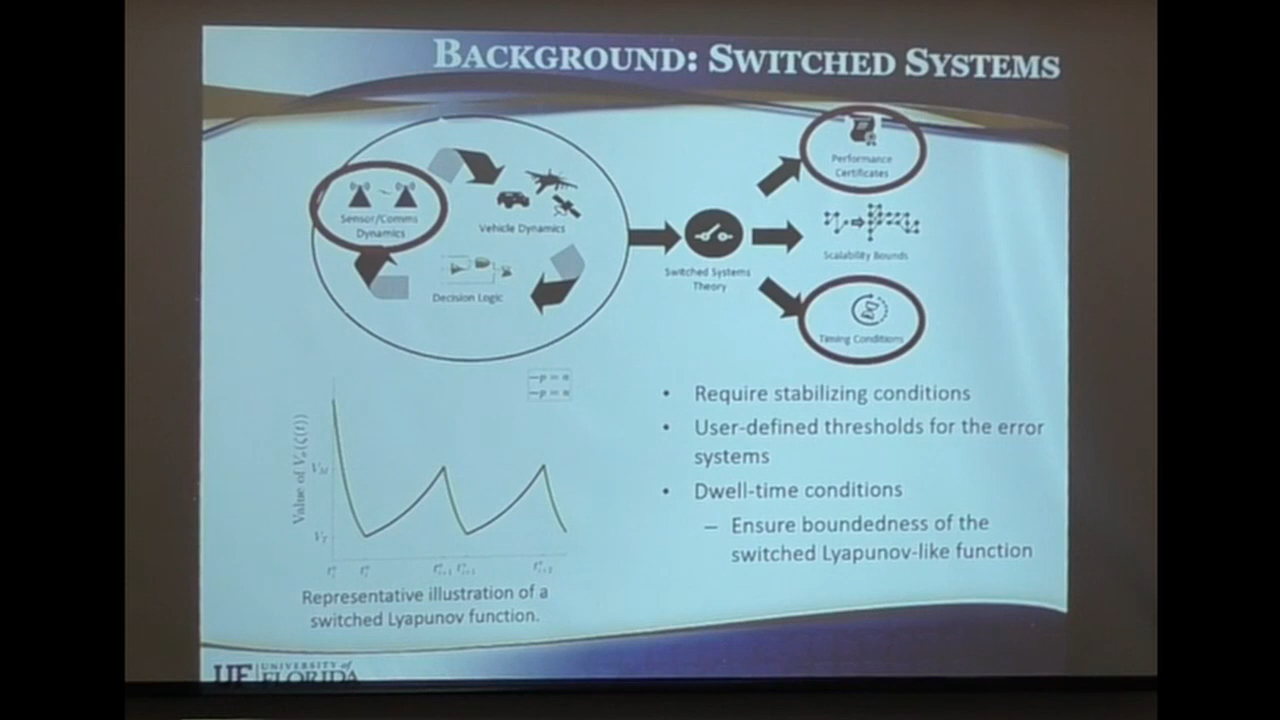 BACKGROUND: SWITCHED SYSTEMS
Performance
Certificates
Sensor/Comms
Dynamics
Vehicle Dynamics
Decision Logic
Switched Systems
Theory
Scalability Bounds
Timing Conditions
Value of
Representative illustration of a
switched Lyapunov function.
• Require stabilizing conditions
• User-defined thresholds for the error
systems
• Dwell-time conditions
– Ensure boundedness of the
switched Lyapunov-like function
UF UNIVERSITY of
FLORIDA